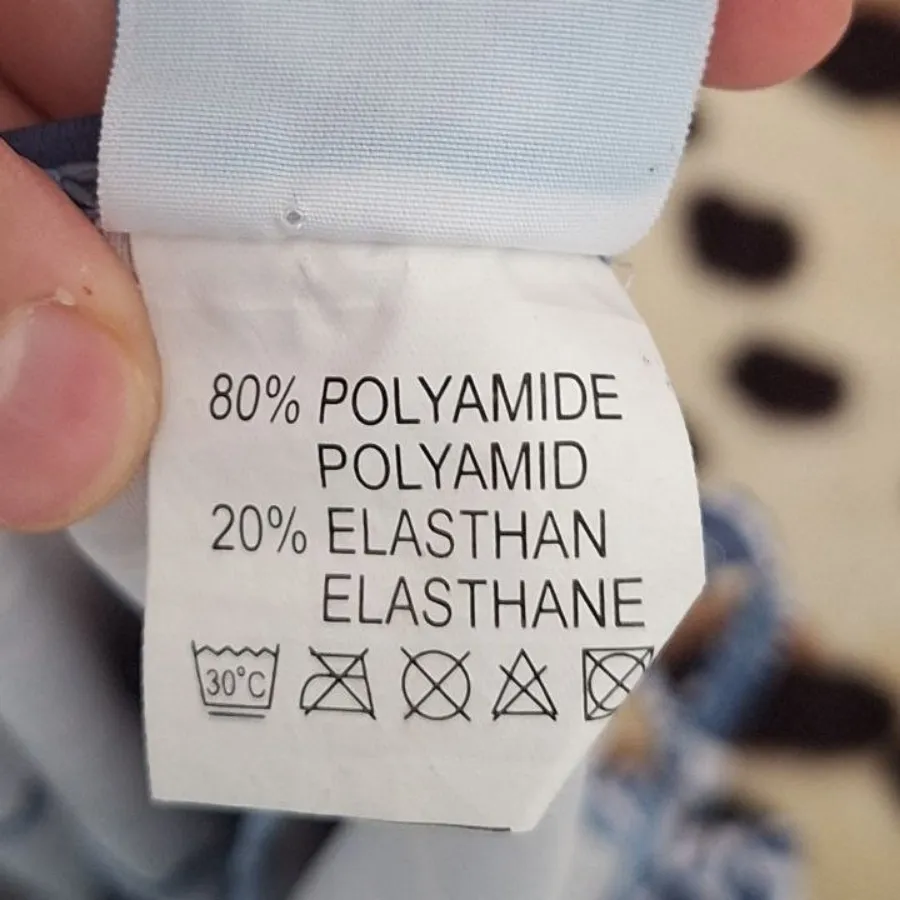 80% POLYAMIDE
POLYAMID
20% ELASTHAN
ELASTHANE
30°C